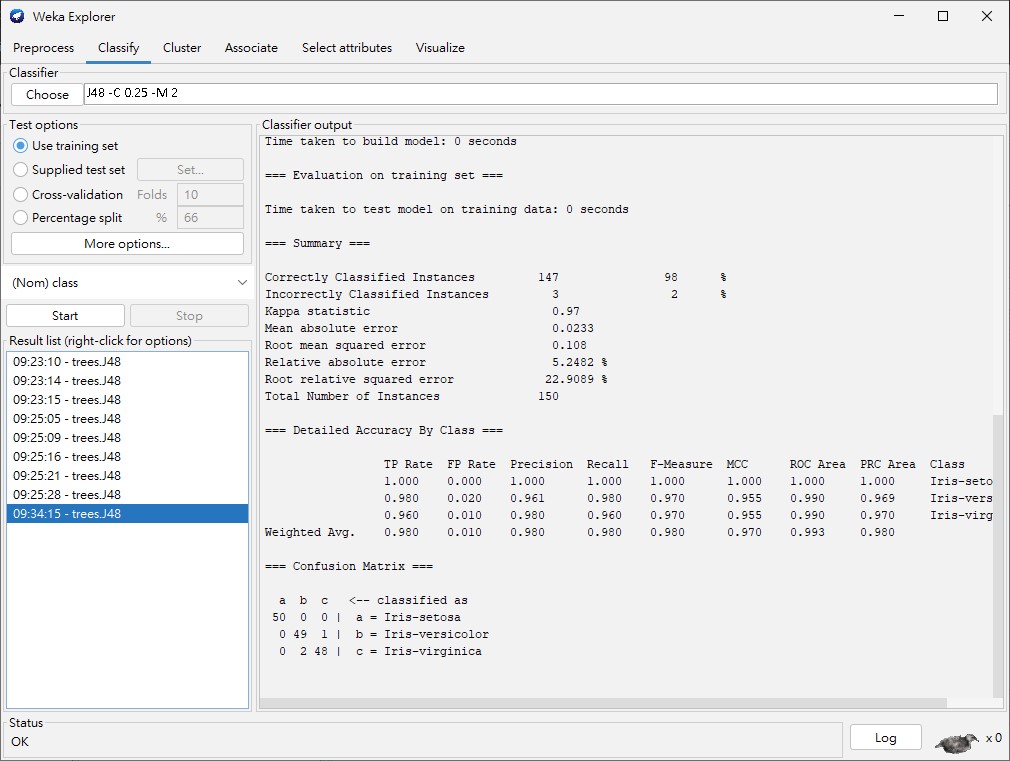 Weka Explorer
Preprocess Classify Cluster Associate Select attributes Visualize
Classifier
Choose J48 -C 0.25 -M 2
Test options
Use training set
Supplied test set Set...
Cross-validation Folds 10
Percentage split % 66
More options...
(Nom) class
Start Stop
Result list (right-click for options)
09:23:10 - trees.J48
09:23:14 - trees.J48
09:23:15 - trees.J48
09:25:05 - trees.J48
09:25:09 - trees.J48
09:25:16 - trees.J48
09:25:21 - trees.J48
09:25:28 - trees.J48
09:34:15 - trees.J48
Classifier output
Time taken to build model: 0 seconds
=== Evaluation on training set ===
Time taken to test model on training data: 0 seconds
=== Summary ===
Correctly Classified Instances 147 98 %
Incorrectly Classified Instances 3 2 %
Kappa statistic 0.97
Mean absolute error 0.0233
Root mean squared error 0.108
Relative absolute error 5.2482 %
Root relative squared error 22.9089 %
Total Number of Instances 150
=== Detailed Accuracy By Class ===
TP Rate FP Rate Precision Recall F-Measure MCC ROC Area PRC Area Class
1.000 0.000 1.000 1.000 1.000 1.000 1.000 1.000 Iris-seto
0.980 0.020 0.961 0.980 0.970 0.955 0.990 0.969 Iris-vers
0.960 0.010 0.980 0.960 0.970 0.955 0.990 0.970 Iris-virg
Weighted Avg. 0.980 0.010 0.980 0.980 0.980 0.970 0.993 0.980
=== Confusion Matrix ===
a b c <-- classified as
50 0 0 | a = Iris-setosa
0 49 1 | b = Iris-versicolor
0 2 48 | c = Iris-virginica
Status
OK
Log x 0